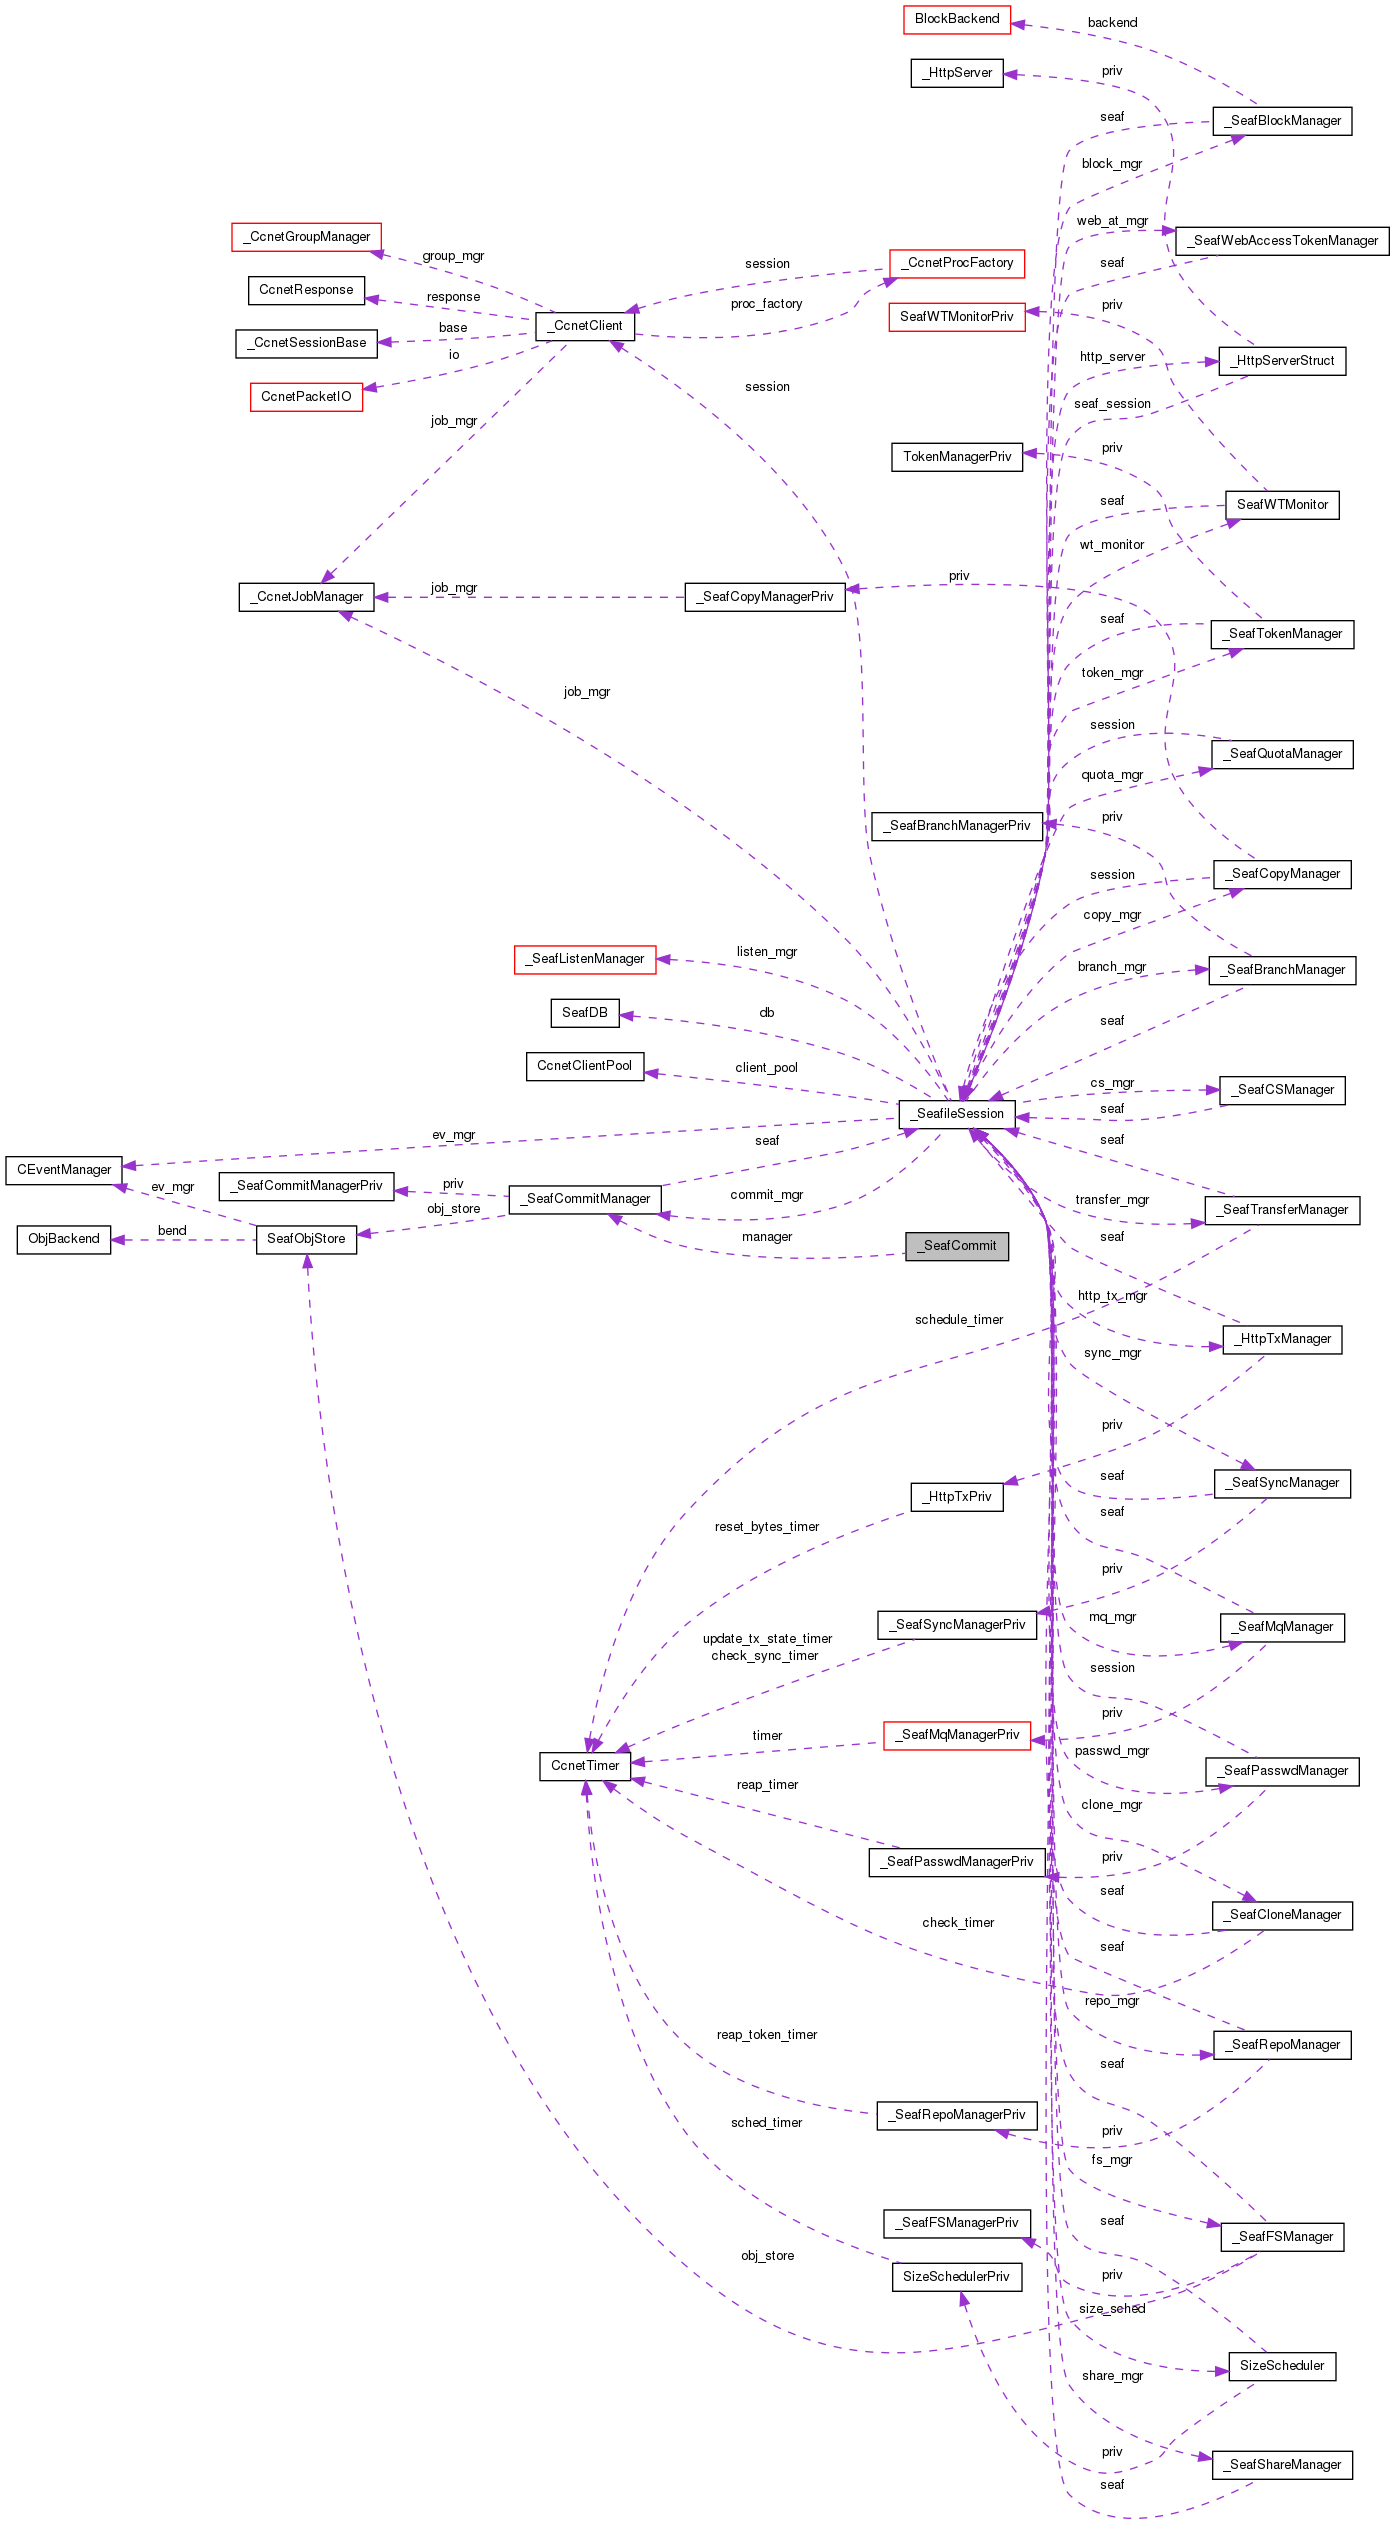 BlockBackend
backend
_HttpServer
priv
seaf
_SeafBlockManager
block_mgr
web_at_mgr
_CcnetGroupManager
group_mgr
_SeafWebAccessTokenManager
session
_CcnetProcFactory
seaf
CcnetResponse
response
proc_factory
priv
SeafWTMonitorPriv
_CcnetClient
base
_CcnetSessionBase
io
http_server
_HttpServerStruct
CcnetPacketIO
session
seaf_session
job_mgr
priv
TokenManagerPriv
seaf
SeafWTMonitor
wt_monitor
priv
_CcnetJobManager
job_mgr
_SeafCopyManagerPriv
seaf
_SeafTokenManager
token_mgr
job_mgr
session
_SeafQuotaManager
quota_mgr
priv
_SeafBranchManagerPriv
session
_SeafCopyManager
copy_mgr
listen_mgr
_SeafListenManager
branch_mgr
_SeafBranchManager
SeafDB
db
seaf
CcnetClientPool
client_pool
cs_mgr
_SeafCSManager
_SeafileSession
seaf
ev_mgr
seaf
seaf
CEventManager
ev_mgr
_SeafCommitManagerPriv
priv
_SeafCommitManager
commit_mgr
transfer_mgr
obj_store
_SeafTransferManager
bend
ObjBackend
SeafObjStore
manager
_SeafCommit
seaf
http_tx_mgr
schedule_timer
_HttpTxManager
sync_mgr
priv
seaf
_SeafSyncManager
_HttpTxPriv
seaf
reset_bytes_timer
priv
mq_mgr
_SeafSyncManagerPriv
_SeafMqManager
update_tx_state_timer
check_sync_timer
session
priv
timer
_SeafMqManagerPriv
passwd_mgr
CcnetTimer
_SeafPasswdManager
reap_timer
clone_mgr
priv
_SeafPasswdManagerPriv
seaf
_SeafCloneManager
check_timer
seaf
repo_mgr
reap_token_timer
_SeafRepoManager
seaf
_SeafRepoManagerPriv
sched_timer
priv
fs_mgr
_SeafFSManagerPriv
seaf
_SeafFSManager
obj_store
SizeSchedulerPriv
priv
size_sched
SizeScheduler
share_mgr
priv
_SeafShareManager
seaf